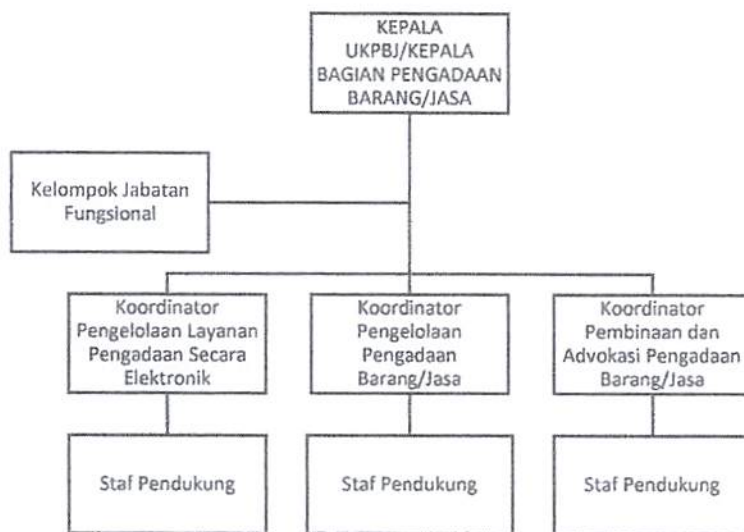 KEPALA
UKPBJ/KEPALA
BAGIAN PENGADAAN
BARANG/JASA
Kelompok Jabatan
Fungsional
Koordinator
Pengelolaan Layanan
Pengadaan Secara
Elektronik
Koordinator
Pengelolaan
Pengadaan
Barang/Jasa
Koordinator
Pembinaan dan
Advokasi Pengadaan
Barang/Jasa
Staf Pendukung
Staf Pendukung
Staf Pendukung